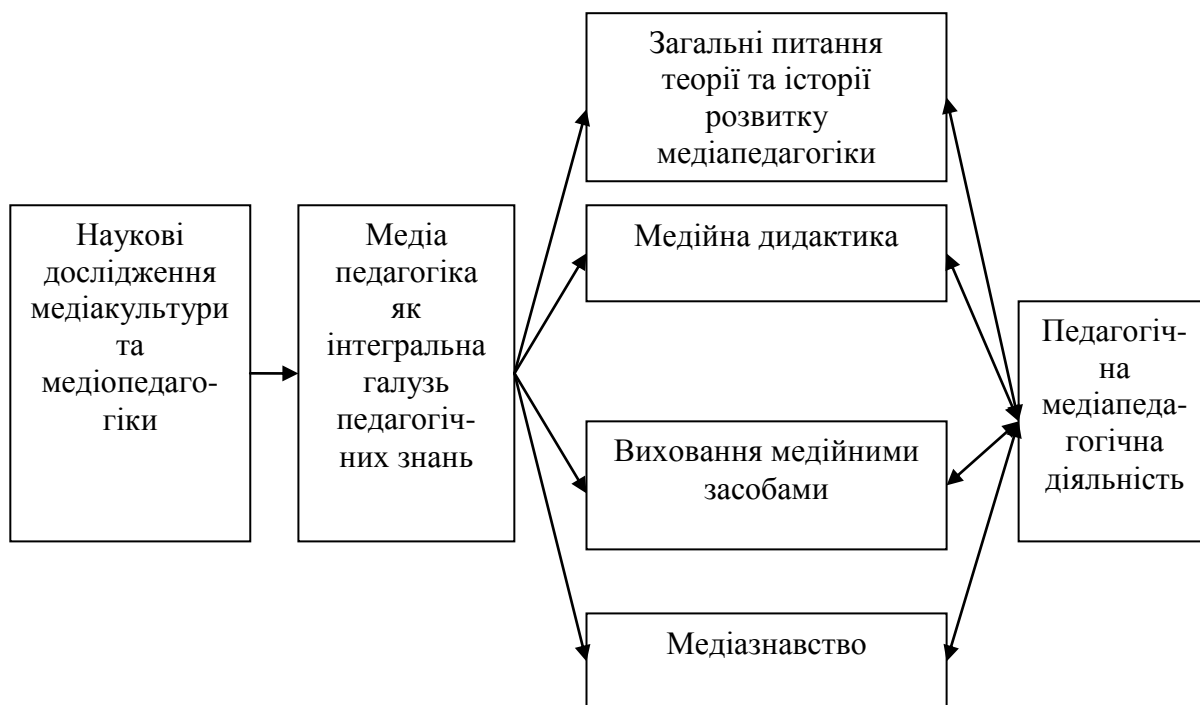 Наукові
дослідження
медіакультури
та
медіопедаго-
гіки
Медіа
педагогіка
як
інтегральна
галузь
педагогіч-
них знань
Загальні питання
теорії та історії
розвитку
медіапедагогіки
Медійна дидактика
Виховання медійними
засобами
Медіазнавство
Педагогіч-
на
медіапеда-
гогічна
діяльність